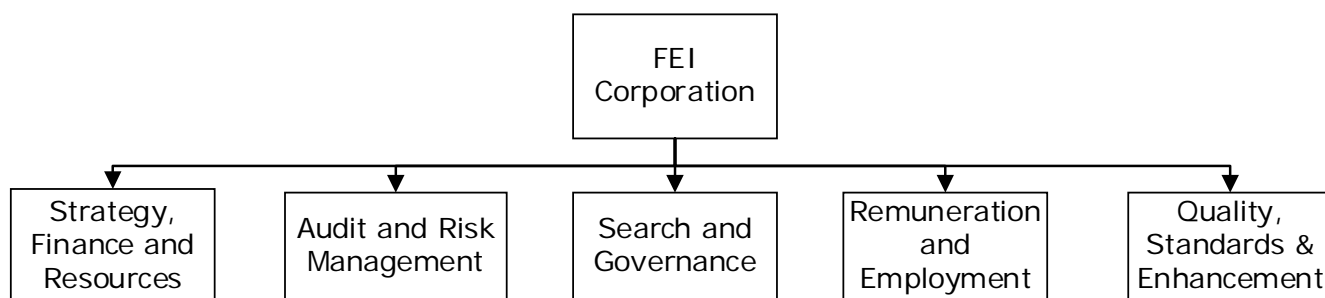 FEI
Corporation
Strategy,
Finance and
Resources
Audit and Risk
Management
Search and
Governance
Remuneration
and
Employment
Quality,
Standards &
Enhancement